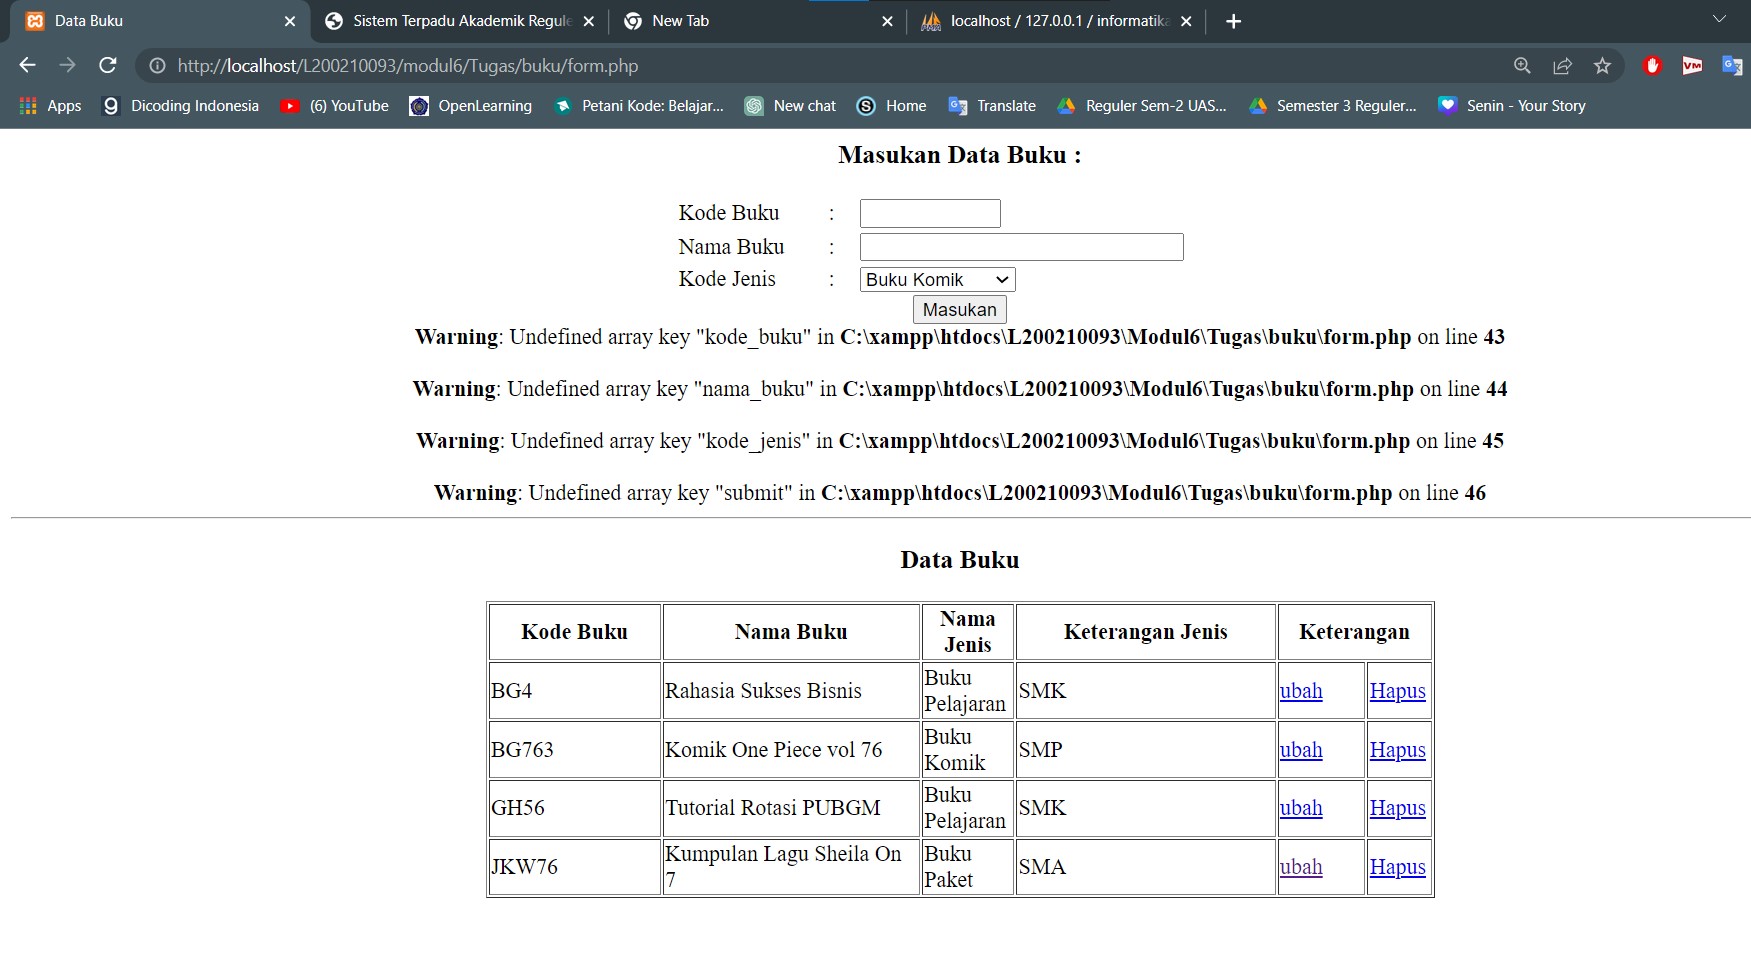 Data Buku
Sistem Terpadu Akademik Regule
New Tab
localhost / 127.0.0.1 / informatika
http://localhost/L200210093/modul6/Tugas/buku/form.php
Apps
Dicoding Indonesia
(6) YouTube
OpenLearning
Petani Kode: Belajar...
New chat
Home
Translate
Reguler Sem-2 UAS...
Semester 3 Reguler...
Senin - Your Story
Masukan Data Buku :
Kode Buku :
Nama Buku :
Kode Jenis : Buku Komik
Masukan
Warning: Undefined array key "kode_buku" in C:\xampp\htdocs\L200210093\Modul6\Tugas\buku\form.php on line 43
Warning: Undefined array key "nama_buku" in C:\xampp\htdocs\L200210093\Modul6\Tugas\buku\form.php on line 44
Warning: Undefined array key "kode_jenis" in C:\xampp\htdocs\L200210093\Modul6\Tugas\buku\form.php on line 45
Warning: Undefined array key "submit" in C:\xampp\htdocs\L200210093\Modul6\Tugas\buku\form.php on line 46
Data Buku
Kode Buku
Nama Buku
Nama
Jenis
Keterangan Jenis
Keterangan
BG4
Rahasia Sukses Bisnis
Buku
Pelajaran
SMK
ubah
Hapus
BG763
Komik One Piece vol 76
Buku
Komik
SMP
ubah
Hapus
GH56
Tutorial Rotasi PUBGM
Buku
Pelajaran
SMK
ubah
Hapus
JKW76
Kumpulan Lagu Sheila On
7
Buku
Paket
SMA
ubah
Hapus